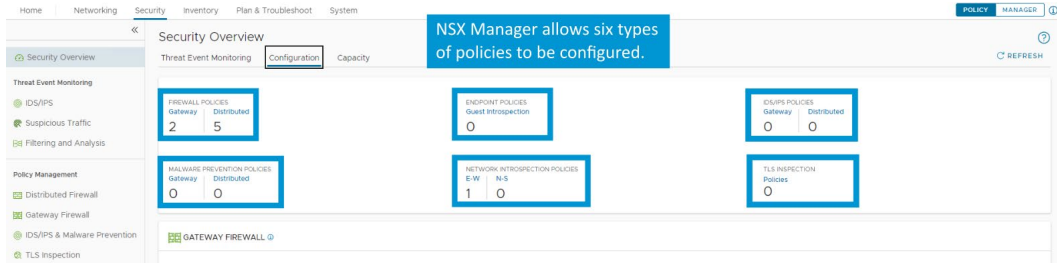 Home Networking Security Inventory Plan & Troubleshoot System
POLICY MANAGER
«
Security Overview
NSX Manager allows six types
of policies to be configured.
Threat Event Monitoring Configuration Capacity
REFRESH
Security Overview
Threat Event Monitoring
IDS/IPS
Suspicious Traffic
Filtering and Analysis
Policy Management
Distributed Firewall
Gateway Firewall
IDS/IPS & Malware Prevention
TLS Inspection
FIREWALL POLICIES
Gateway Distributed
2 5
ENDPOINT POLICIES
Guest Introspection
0
IDS/IPS POLICIES
Gateway Distributed
0 0
MALWARE PREVENTION POLICIES
Gateway Distributed
0 0
NETWORK INTROSPECTION POLICIES
E-W N-S
1 0
TLS INSPECTION
Policies
0
GATEWAY FIREWALL